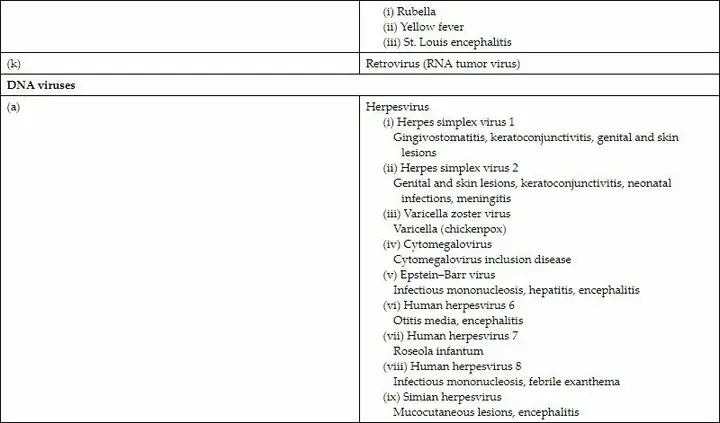 (i) Rubella
(ii) Yellow fever
(iii) St. Louis encephalitis
(k)
Retrovirus (RNA tumor virus)
DNA viruses
(a)
Herpesvirus
(i) Herpes simplex virus 1
Gingivostomatitis, keratoconjunctivitis, genital and skin
lesions
(ii) Herpes simplex virus 2
Genital and skin lesions, keratoconjunctivitis, neonatal
infections, meningitis
(iii) Varicella zoster virus
Varicella (chickenpox)
(iv) Cytomegalovirus
Cytomegalovirus inclusion disease
(v) Epstein–Barr virus
Infectious mononucleosis, hepatitis, encephalitis
(vi) Human herpesvirus 6
Otitis media, encephalitis
(vii) Human herpesvirus 7
Roseola infantum
(viii) Human herpesvirus 8
Infectious mononucleosis, febrile exanthema
(ix) Simian herpesvirus
Mucocutaneous lesions, encephalitis